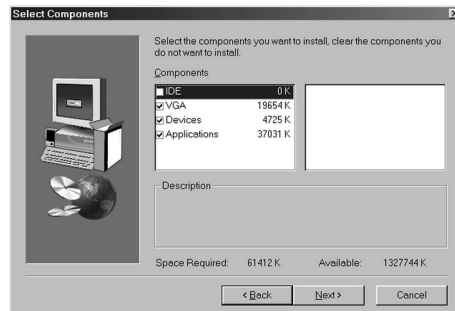 Select Components
Select the components you want to install, clear the components you
do not want to install.
Components
IDE 0 K
VGA 19654 K
Devices 4725 K
Applications 37031 K
Description
Space Required: 61412 K Available: 1327744 K
< Back Next > Cancel